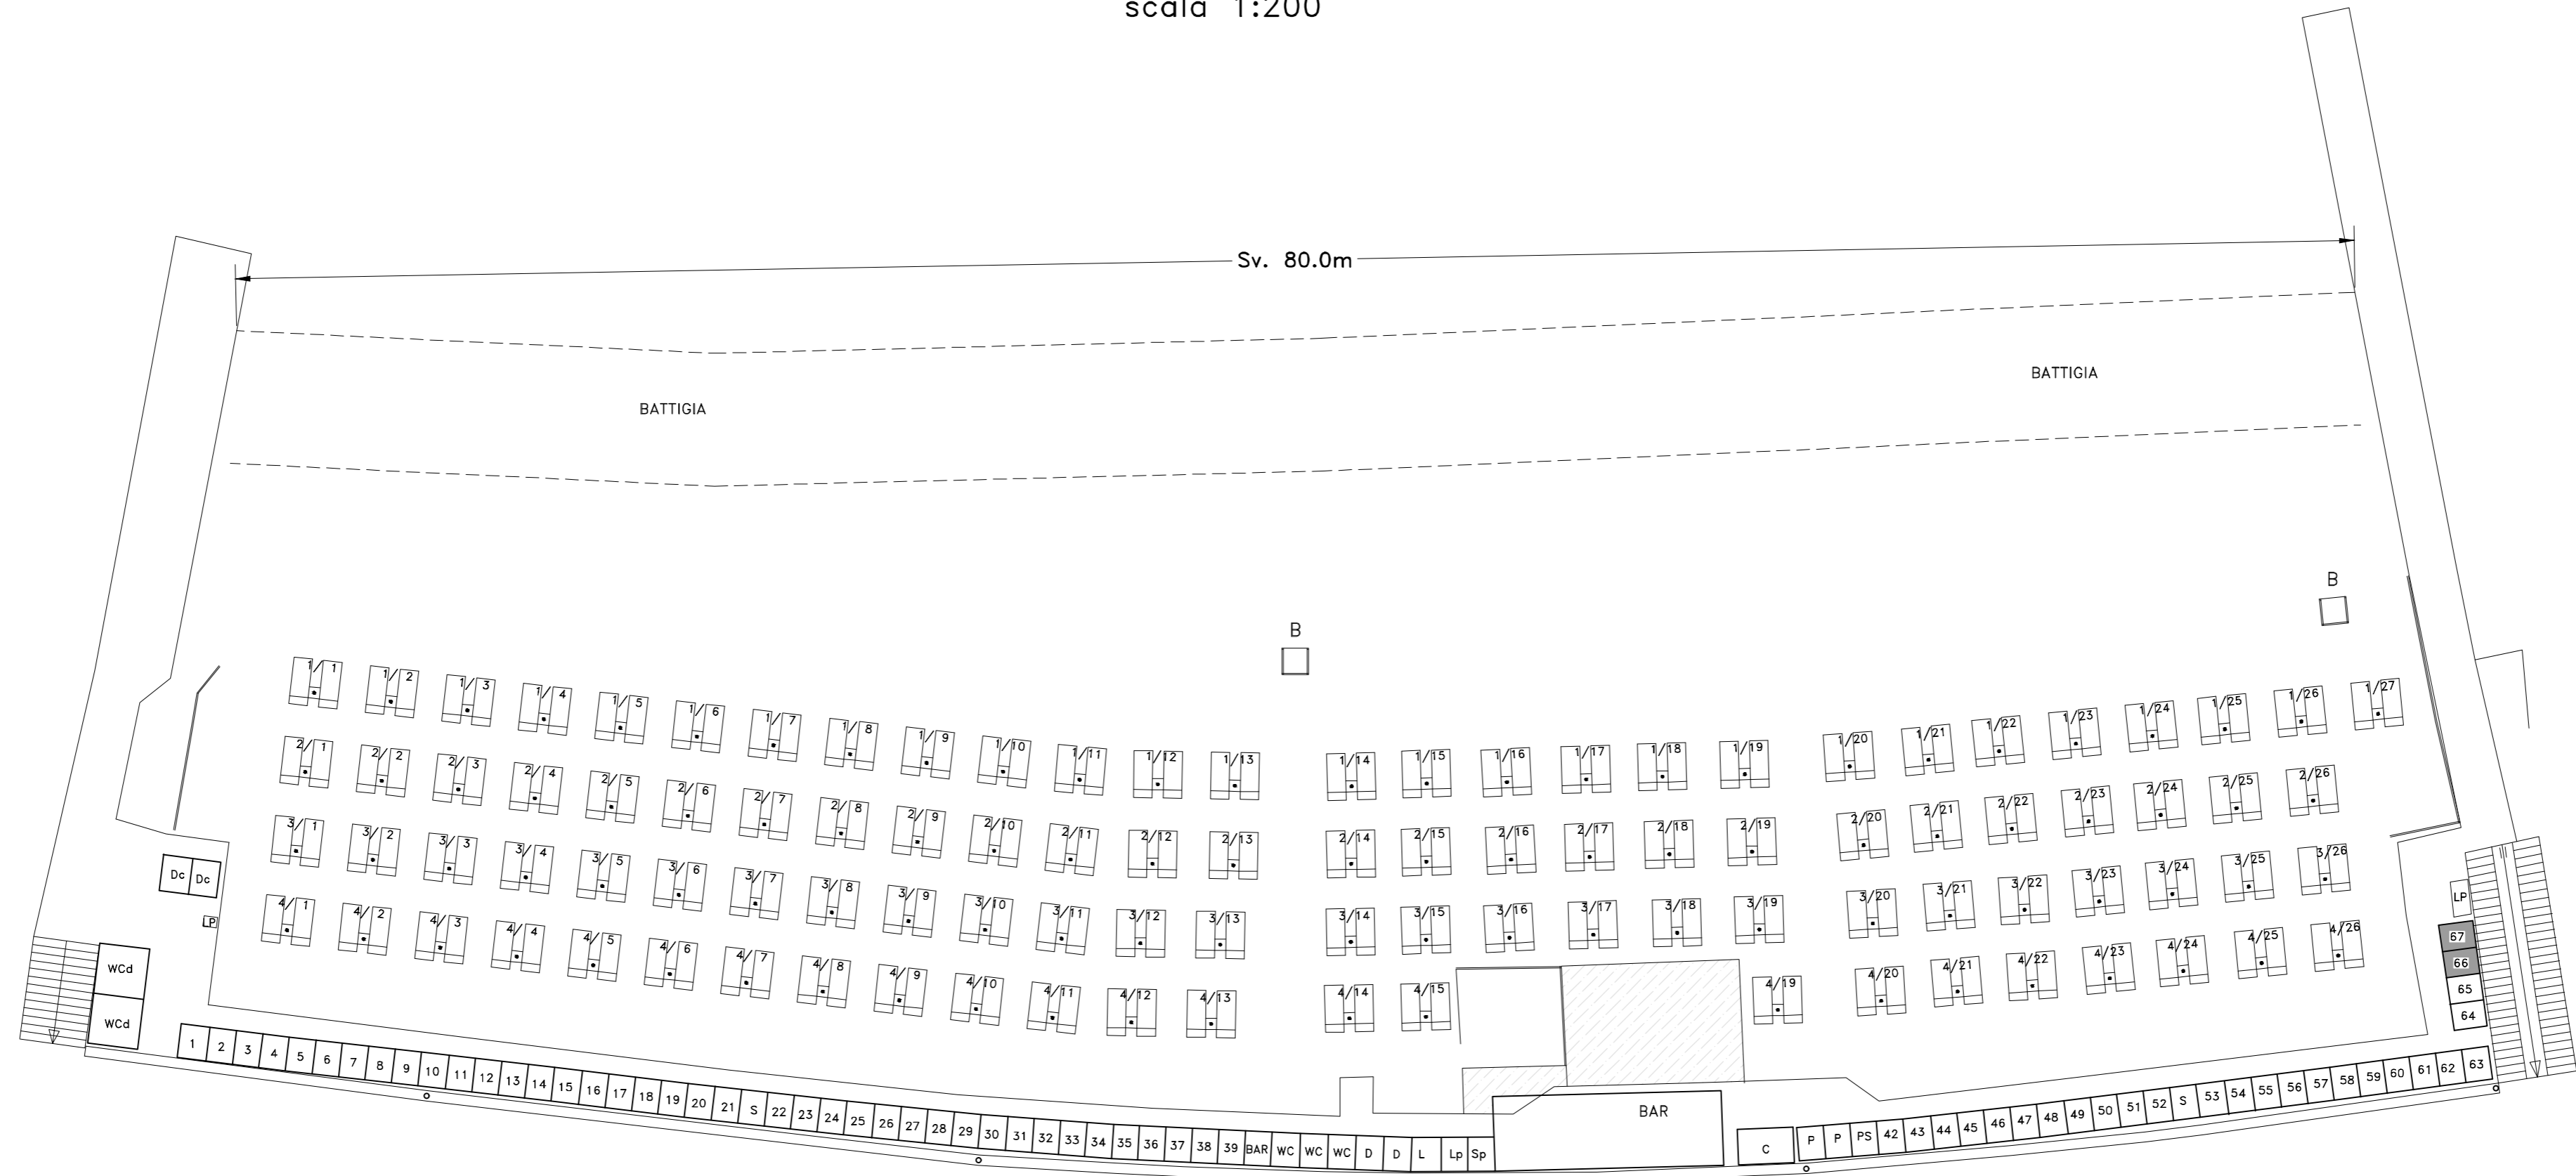 scala 1:200
Sv. 80.0m
BATTIGIA
BATTIGIA
B
B
1/1 1/2 1/3 1/4 1/5 1/6 1/7 1/8 1/9 1/10 1/11 1/12 1/13 1/14 1/15 1/16 1/17 1/18 1/19 1/20 1/21 1/22 1/23 1/24 1/25 1/26 1/27
2/1 2/2 2/3 2/4 2/5 2/6 2/7 2/8 2/9 2/10 2/11 2/12 2/13 2/14 2/15 2/16 2/17 2/18 2/19 2/20 2/21 2/22 2/23 2/24 2/25 2/26
3/1 3/2 3/3 3/4 3/5 3/6 3/7 3/8 3/9 3/10 3/11 3/12 3/13 3/14 3/15 3/16 3/17 3/18 3/19 3/20 3/21 3/22 3/23 3/24 3/25 3/26
4/1 4/2 4/3 4/4 4/5 4/6 4/7 4/8 4/9 4/10 4/11 4/12 4/13 4/14 4/15 4/19 4/20 4/21 4/22 4/23 4/24 4/25 4/26
Dc Dc
LP
WCd
WCd
LP
67
66
65
64
1 2 3 4 5 6 7 8 9 10 11 12 13 14 15 16 17 18 19 20 21 S 22 23 24 25 26 27 28 29 30 31 32 33 34 35 36 37 38 39 BAR WC WC WC D D L Lp Sp
BAR
C
P P PS 42 43 44 45 46 47 48 49 50 51 52 S 53 54 55 56 57 58 59 60 61 62 63